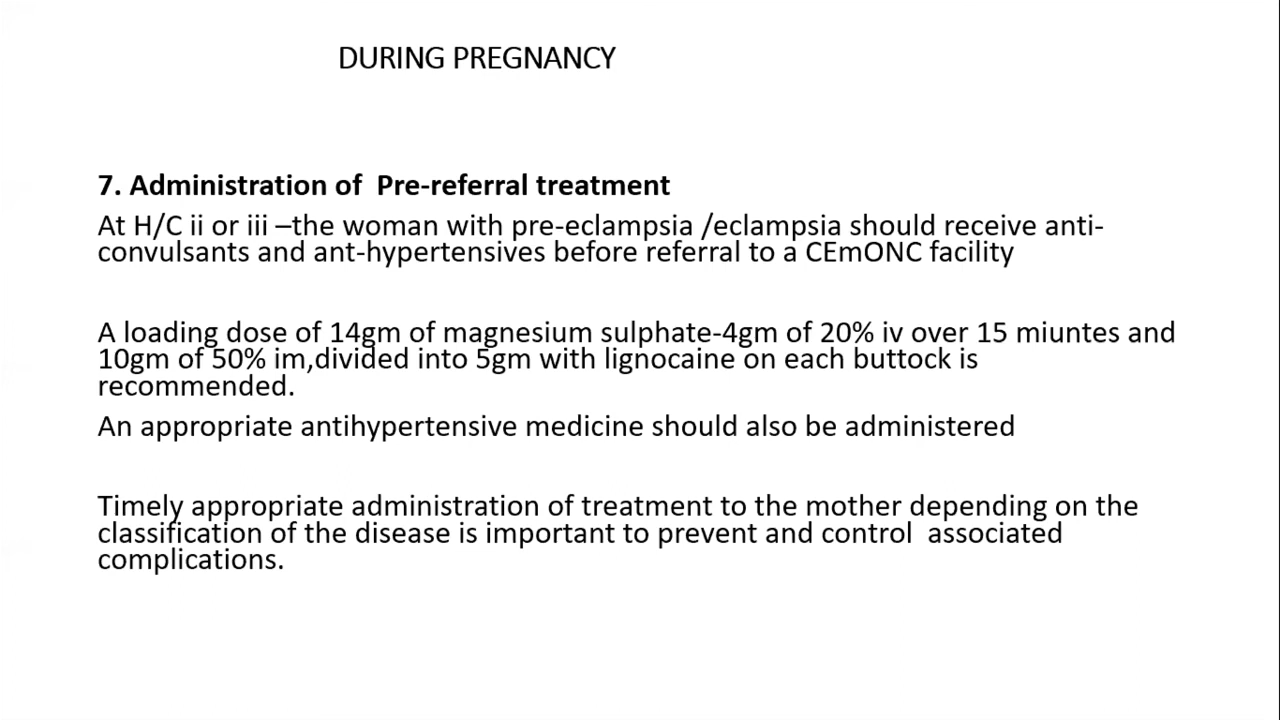 DURING PREGNANCY
7. Administration of  Pre-referral treatment
At H/C ii or iii –the woman with pre-eclampsia /eclampsia should receive anti-
convulsants and ant-hypertensives before referral to a CEmONC facility
A loading dose of 14gm of magnesium sulphate-4gm of 20% iv over 15 miuntes and
10gm of 50% im,divided into 5gm with lignocaine on each buttock is
recommended.
An appropriate antihypertensive medicine should also be administered
Timely appropriate administration of treatment to the mother depending on the
classification of the disease is important to prevent and control  associated
complications.